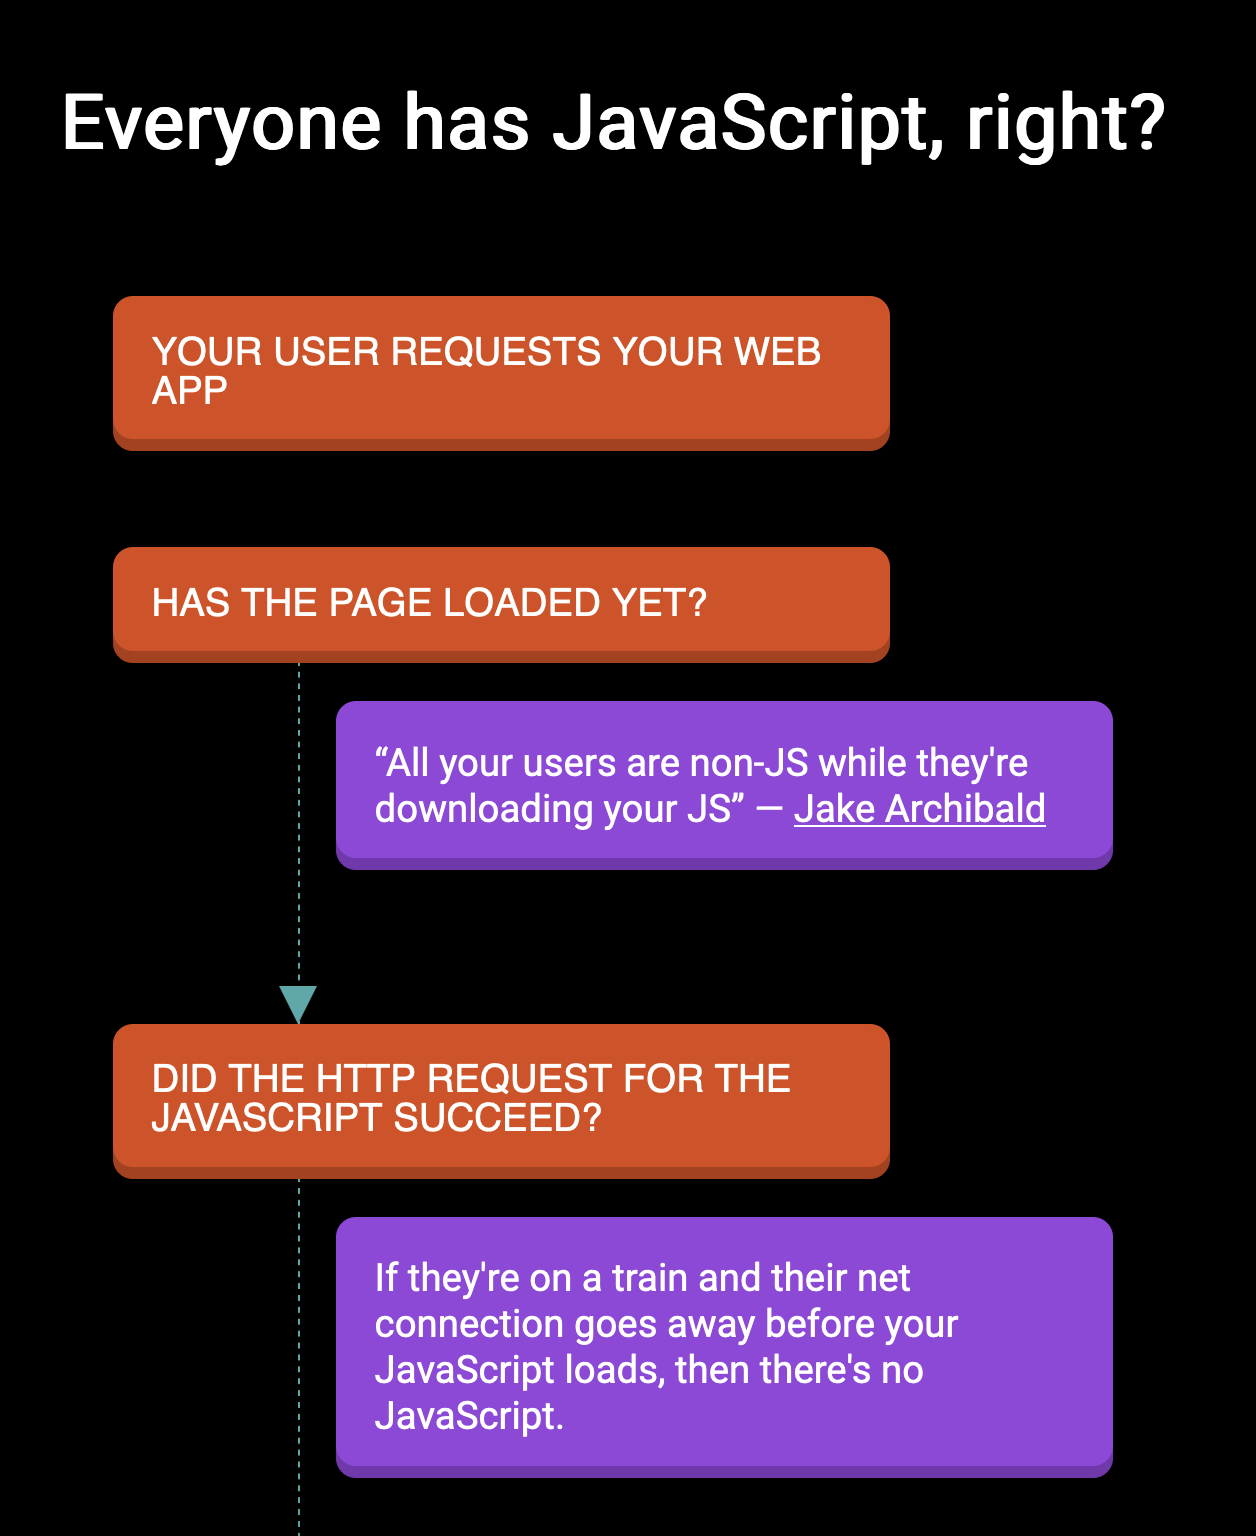 Everyone has JavaScript, right?
YOUR USER REQUESTS YOUR WEB
APP
HAS THE PAGE LOADED YET?
“All your users are non-JS while they're
downloading your JS” — Jake Archibald
DID THE HTTP REQUEST FOR THE
JAVASCRIPT SUCCEED?
If they're on a train and their net
connection goes away before your
JavaScript loads, then there's no
JavaScript.